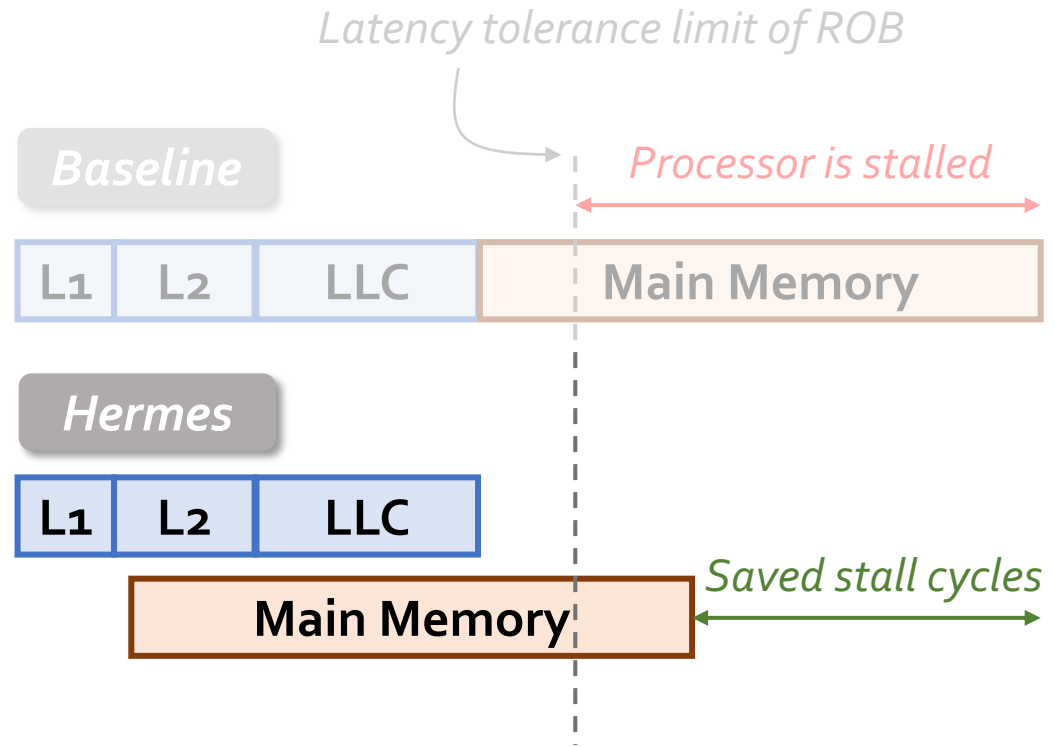 Latency tolerance limit of ROB
Baseline
Processor is stalled
L1 L2 LLC Main Memory
Hermes
L1 L2 LLC
Saved stall cycles
Main Memory